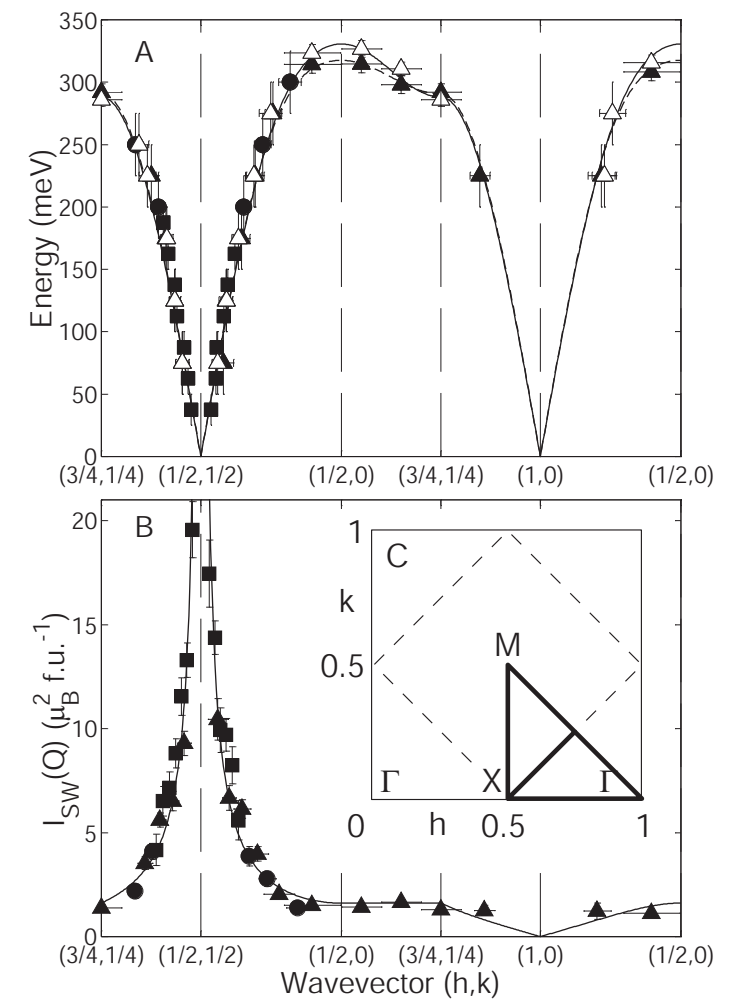 A
350
300
250
200
150
100
50
0
Energy (meV)
(3/4,1/4) (1/2,1/2) (1/2,0) (3/4,1/4) (1,0) (1/2,0)
B
20
15
10
5
0
I_SW(Q) (μ_B^2 f.u.^-1)
C
1
k
0.5
M
Γ X Γ
0 h 0.5 1
(3/4,1/4) (1/2,1/2) (1/2,0) (3/4,1/4) (1,0) (1/2,0)
Wavevector (h,k)